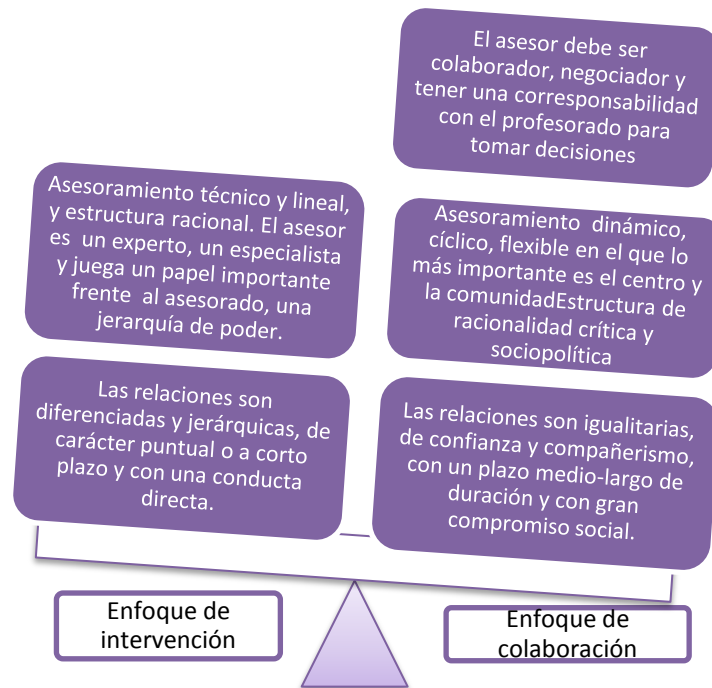 El asesor debe ser
colaborador, negociador y
tener una corresponsabilidad
con el profesorado para
tomar decisiones
Asesoramiento técnico y lineal,
y estructura racional. El asesor
es un experto, un especialista
y juega un papel importante
frente al asesorado, una
jerarquía de poder.
Asesoramiento dinámico,
cíclico, flexible en el que lo
más importante es el centro y
la comunidadEstructura de
racionalidad crítica y
sociopolítica
Las relaciones son
diferenciadas y jerárquicas, de
carácter puntual o a corto
plazo y con una conducta
directa.
Las relaciones son igualitarias,
de confianza y compañerismo,
con un plazo medio-largo de
duración y con gran
compromiso social.
Enfoque de
intervención
Enfoque de
colaboración